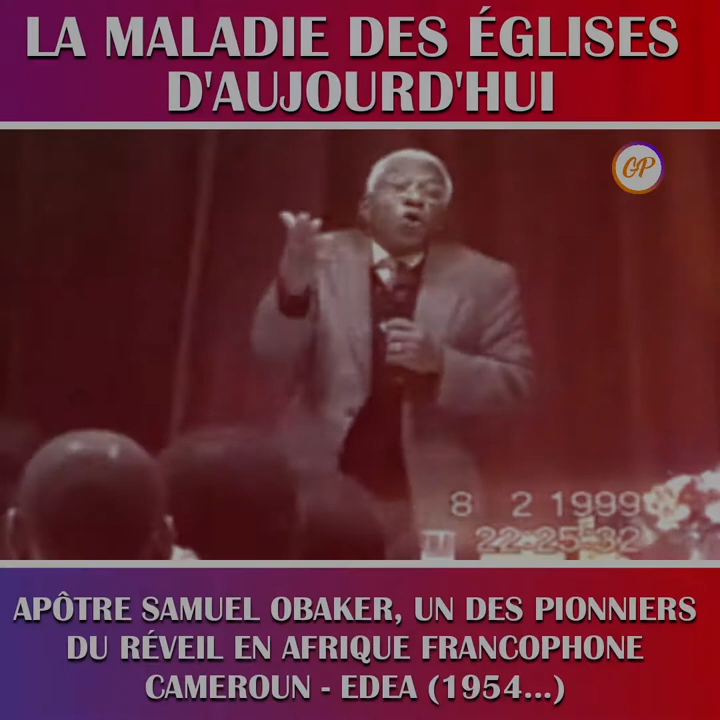 LA MALADIE DES ÉGLISES
D'AUJOURD'HUI
GP
8 2 1999
22:25:32
APÔTRE SAMUEL OBAKER, UN DES PIONNIERS
DU RÉVEIL EN AFRIQUE FRANCOPHONE
CAMEROUN - EDEA (1954...)